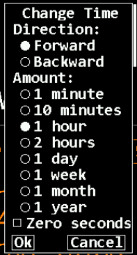 Change Time
Direction:
Forward
Backward
Amount:
1 minute
10 minutes
1 hour
2 hours
1 day
1 week
1 month
1 year
Zero seconds
Ok Cancel